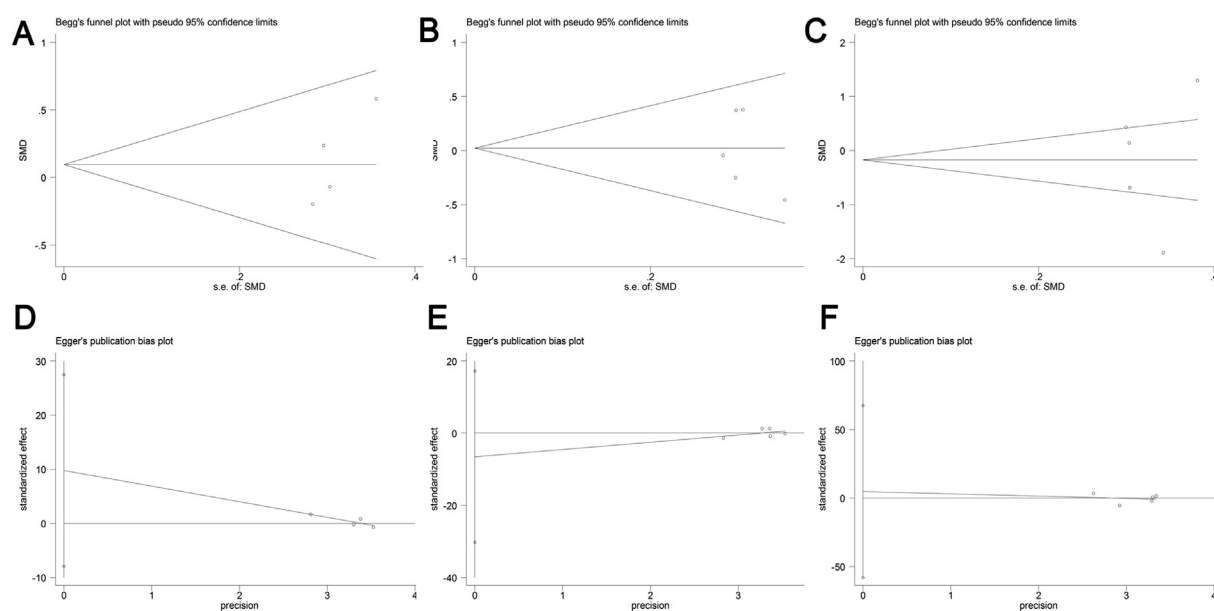 A
Begg's funnel plot with pseudo 95% confidence limits
1
.5
0
-.5
SMD
0
.2
.4
s.e. of: SMD
B
Begg's funnel plot with pseudo 95% confidence limits
1
.5
0
-.5
-1
SMD
0
.2
s.e. of: SMD
C
Begg's funnel plot with pseudo 95% confidence limits
2
1
0
-1
-2
SMD
0
.2
.4
s.e. of: SMD
D
Egger's publication bias plot
30
20
10
0
-10
standardized effect
0
1
2
3
4
precision
E
Egger's publication bias plot
20
0
-20
-40
standardized effect
0
1
2
3
precision
F
Egger's publication bias plot
100
50
0
-50
standardized effect
0
1
2
3
4
precision